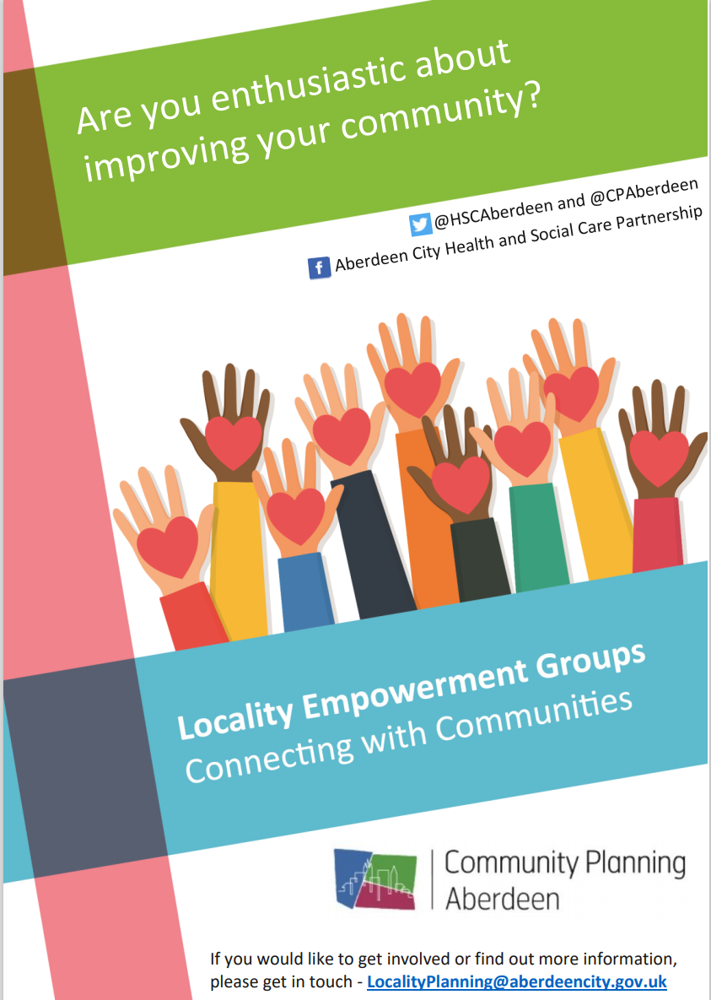 Are you enthusiastic about
improving your community?
@HSCAberdeen and @CPAberdeen
f Aberdeen City Health and Social Care Partnership
Locality Empowerment Groups
Connecting with Communities
Community Planning
Aberdeen
If you would like to get involved or find out more information,
please get in touch - LocalityPlanning@aberdeencity.gov.uk